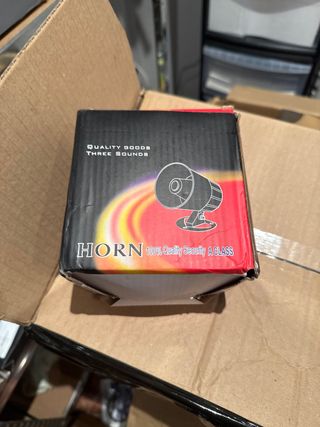 QUALITY GOODS
THREE SOUNDS
HORN 100% Quality Security A CLASS